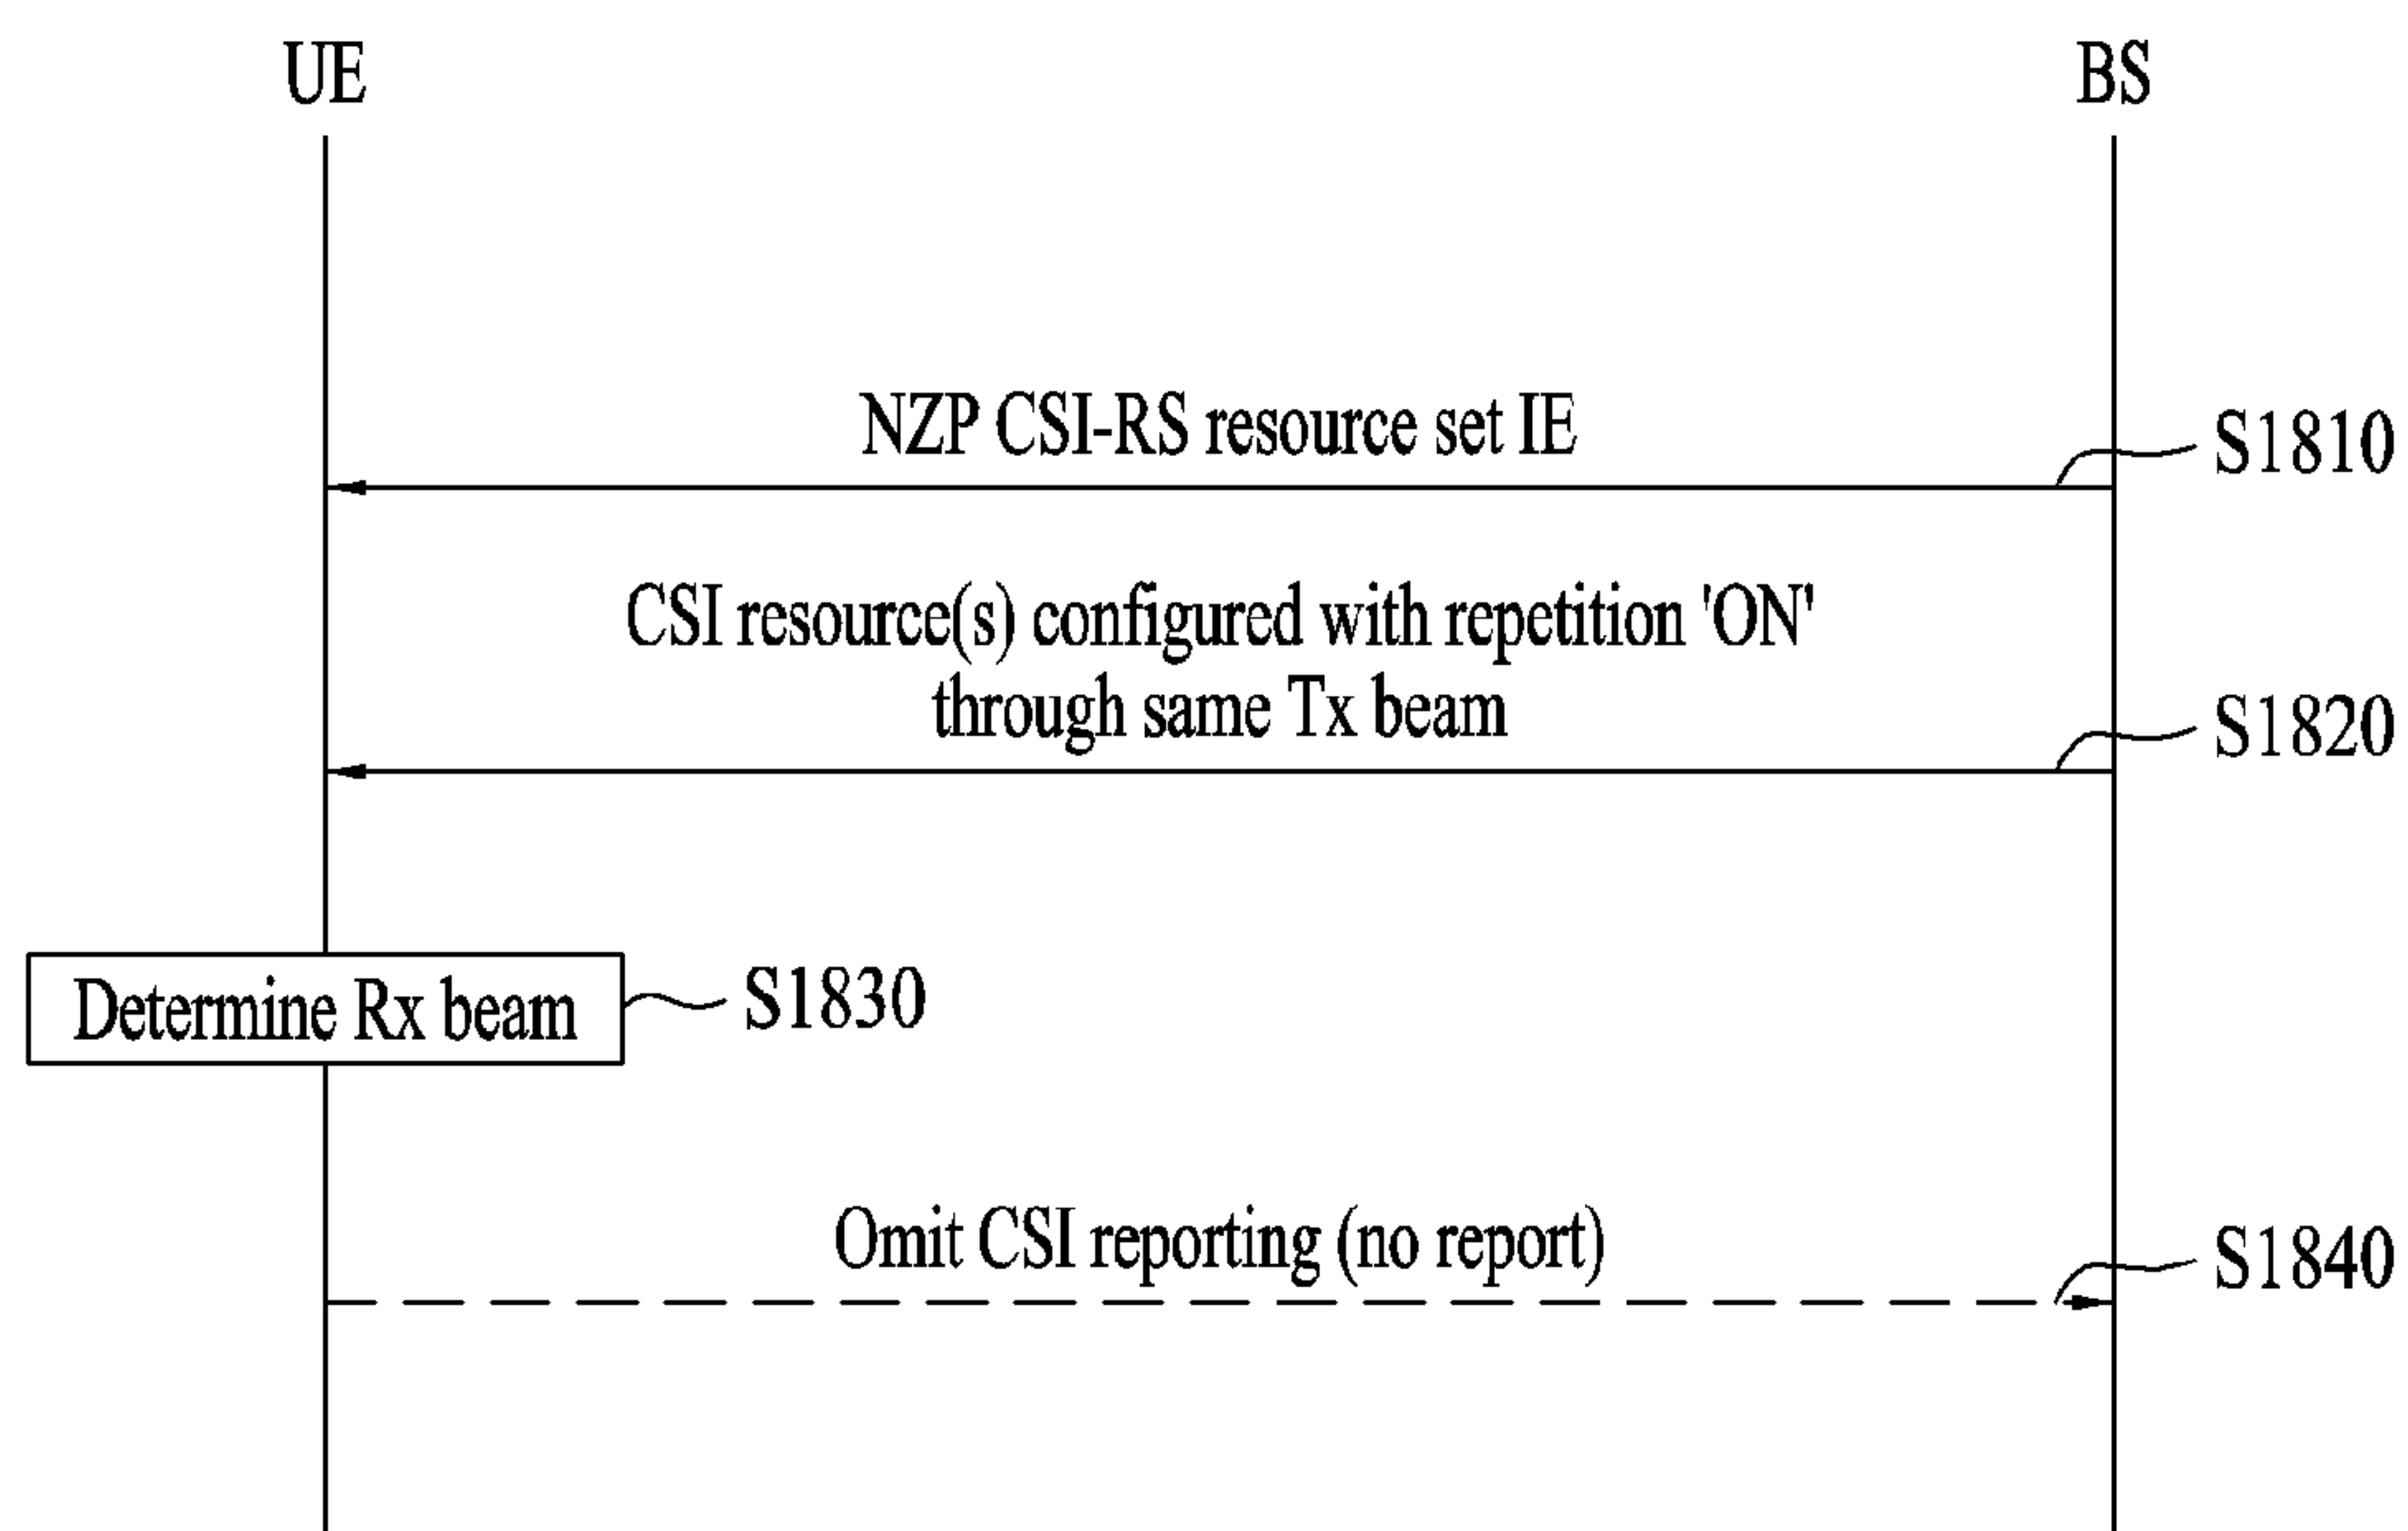 UE
BS
NZP CSI-RS resource set IE
S1810
CSI resource(s) configured with repetition 'ON'
through same Tx beam
S1820
Determine Rx beam
S1830
Omit CSI reporting (no report)
S1840